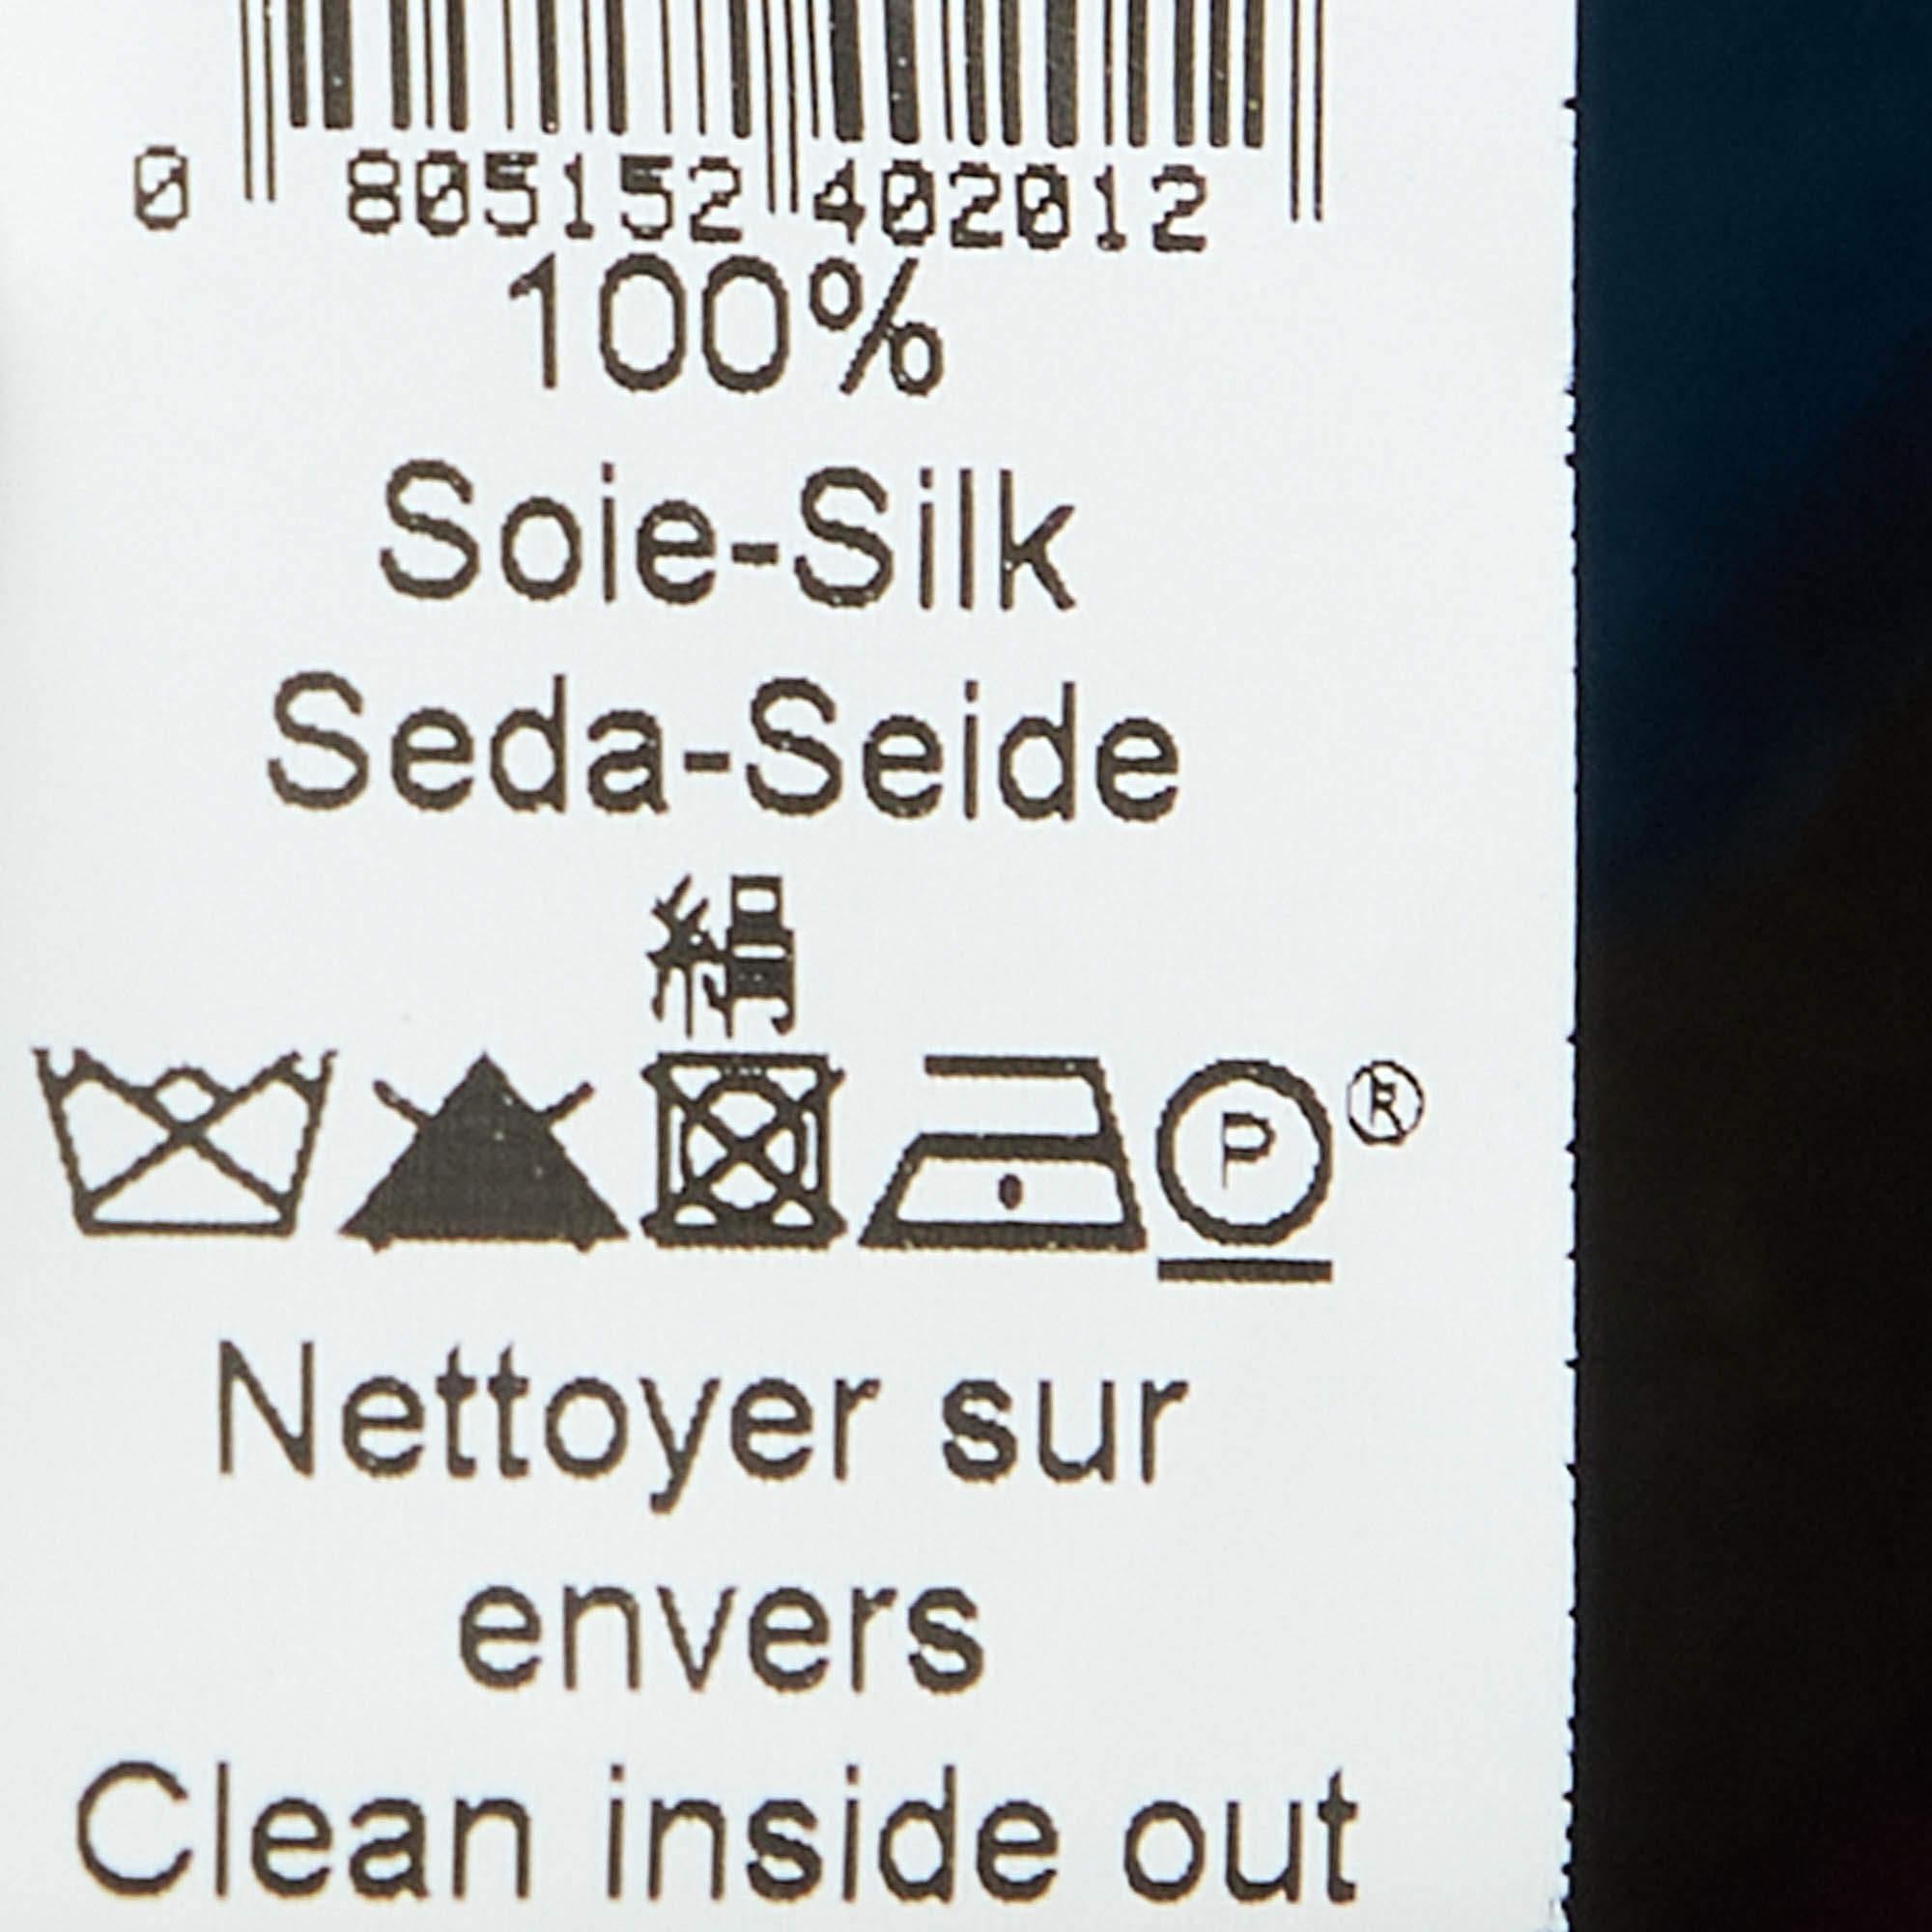 0 805152 402012
100%
Soie-Silk
Seda-Seide
絹
P ®
Nettoyer sur
envers
Clean inside out